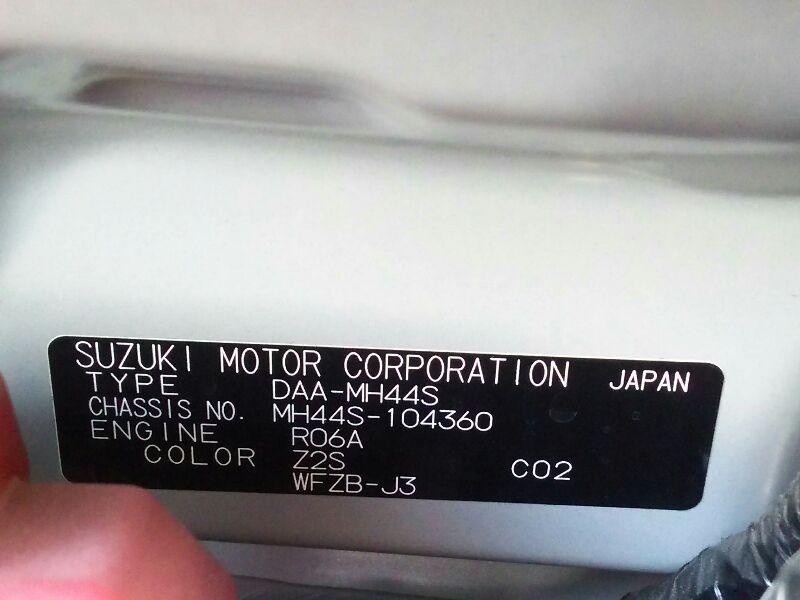 SUZUKI MOTOR CORPORATION JAPAN
TYPE DAA-MH44S
CHASSIS NO. MH44S-104360
ENGINE R06A
COLOR Z2S C02
WFZB-J3